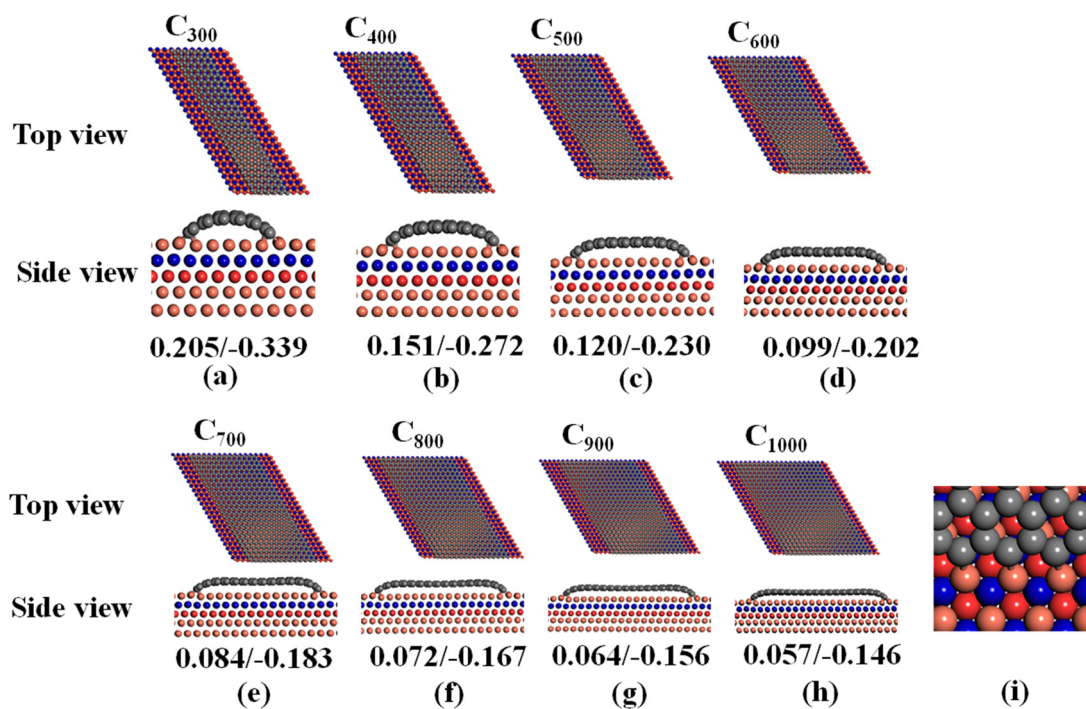 C300 C400 C500 C600
Top view
Side view
0.205/-0.339 0.151/-0.272 0.120/-0.230 0.099/-0.202
(a) (b) (c) (d)
C700 C800 C900 C1000
Top view
Side view
0.084/-0.183 0.072/-0.167 0.064/-0.156 0.057/-0.146
(e) (f) (g) (h) (i)